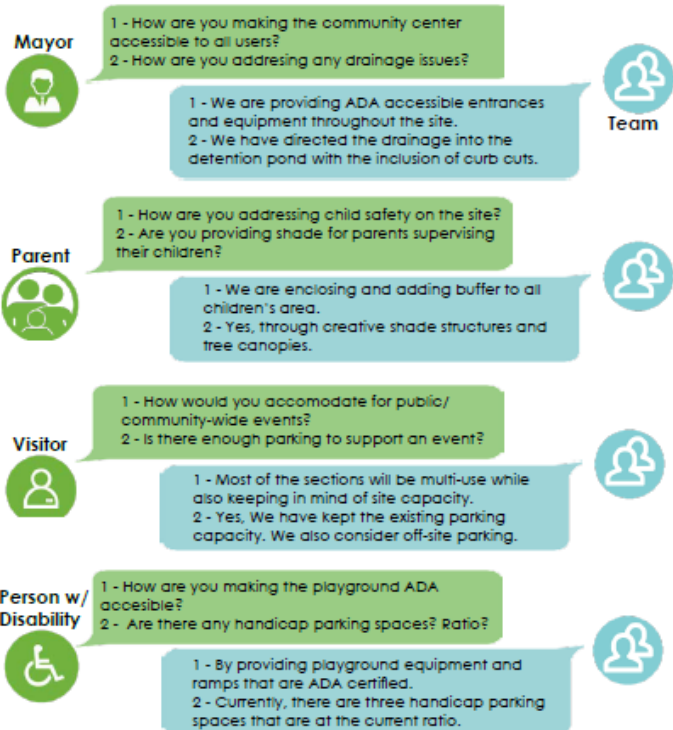 Mayor
1 - How are you making the community center
accessible to all users?
2 - How are you addresing any drainage issues?
Team
1 - We are providing ADA accessible entrances
and equipment throughout the site.
2 - We have directed the drainage into the
detention pond with the inclusion of curb cuts.
Parent
1 - How are you addressing child safety on the site?
2 - Are you providing shade for parents supervising
their children?
1 - We are enclosing and adding buffer to all
children's area.
2 - Yes, through creative shade structures and
tree canopies.
Visitor
1 - How would you accomodate for public/
community-wide events?
2 - Is there enough parking to support an event?
1 - Most of the sections will be multi-use while
also keeping in mind of site capacity.
2 - Yes, We have kept the existing parking
capacity. We also consider off-site parking.
Person w/
Disability
1 - How are you making the playground ADA
accesible?
2 - Are there any handicap parking spaces? Ratio?
1 - By providing playground equipment and
ramps that are ADA certified.
2 - Currently, there are three handicap parking
spaces that are at the current ratio.